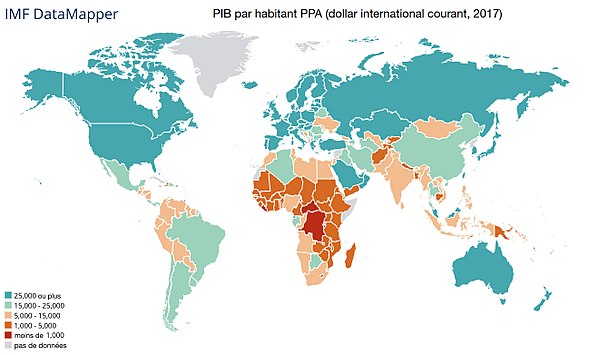 IMF DataMapper
PIB par habitant PPA (dollar international courant, 2017)
25,000 ou plus
15,000 - 25,000
5,000 - 15,000
1,000 - 5,000
moins de 1,000
pas de données